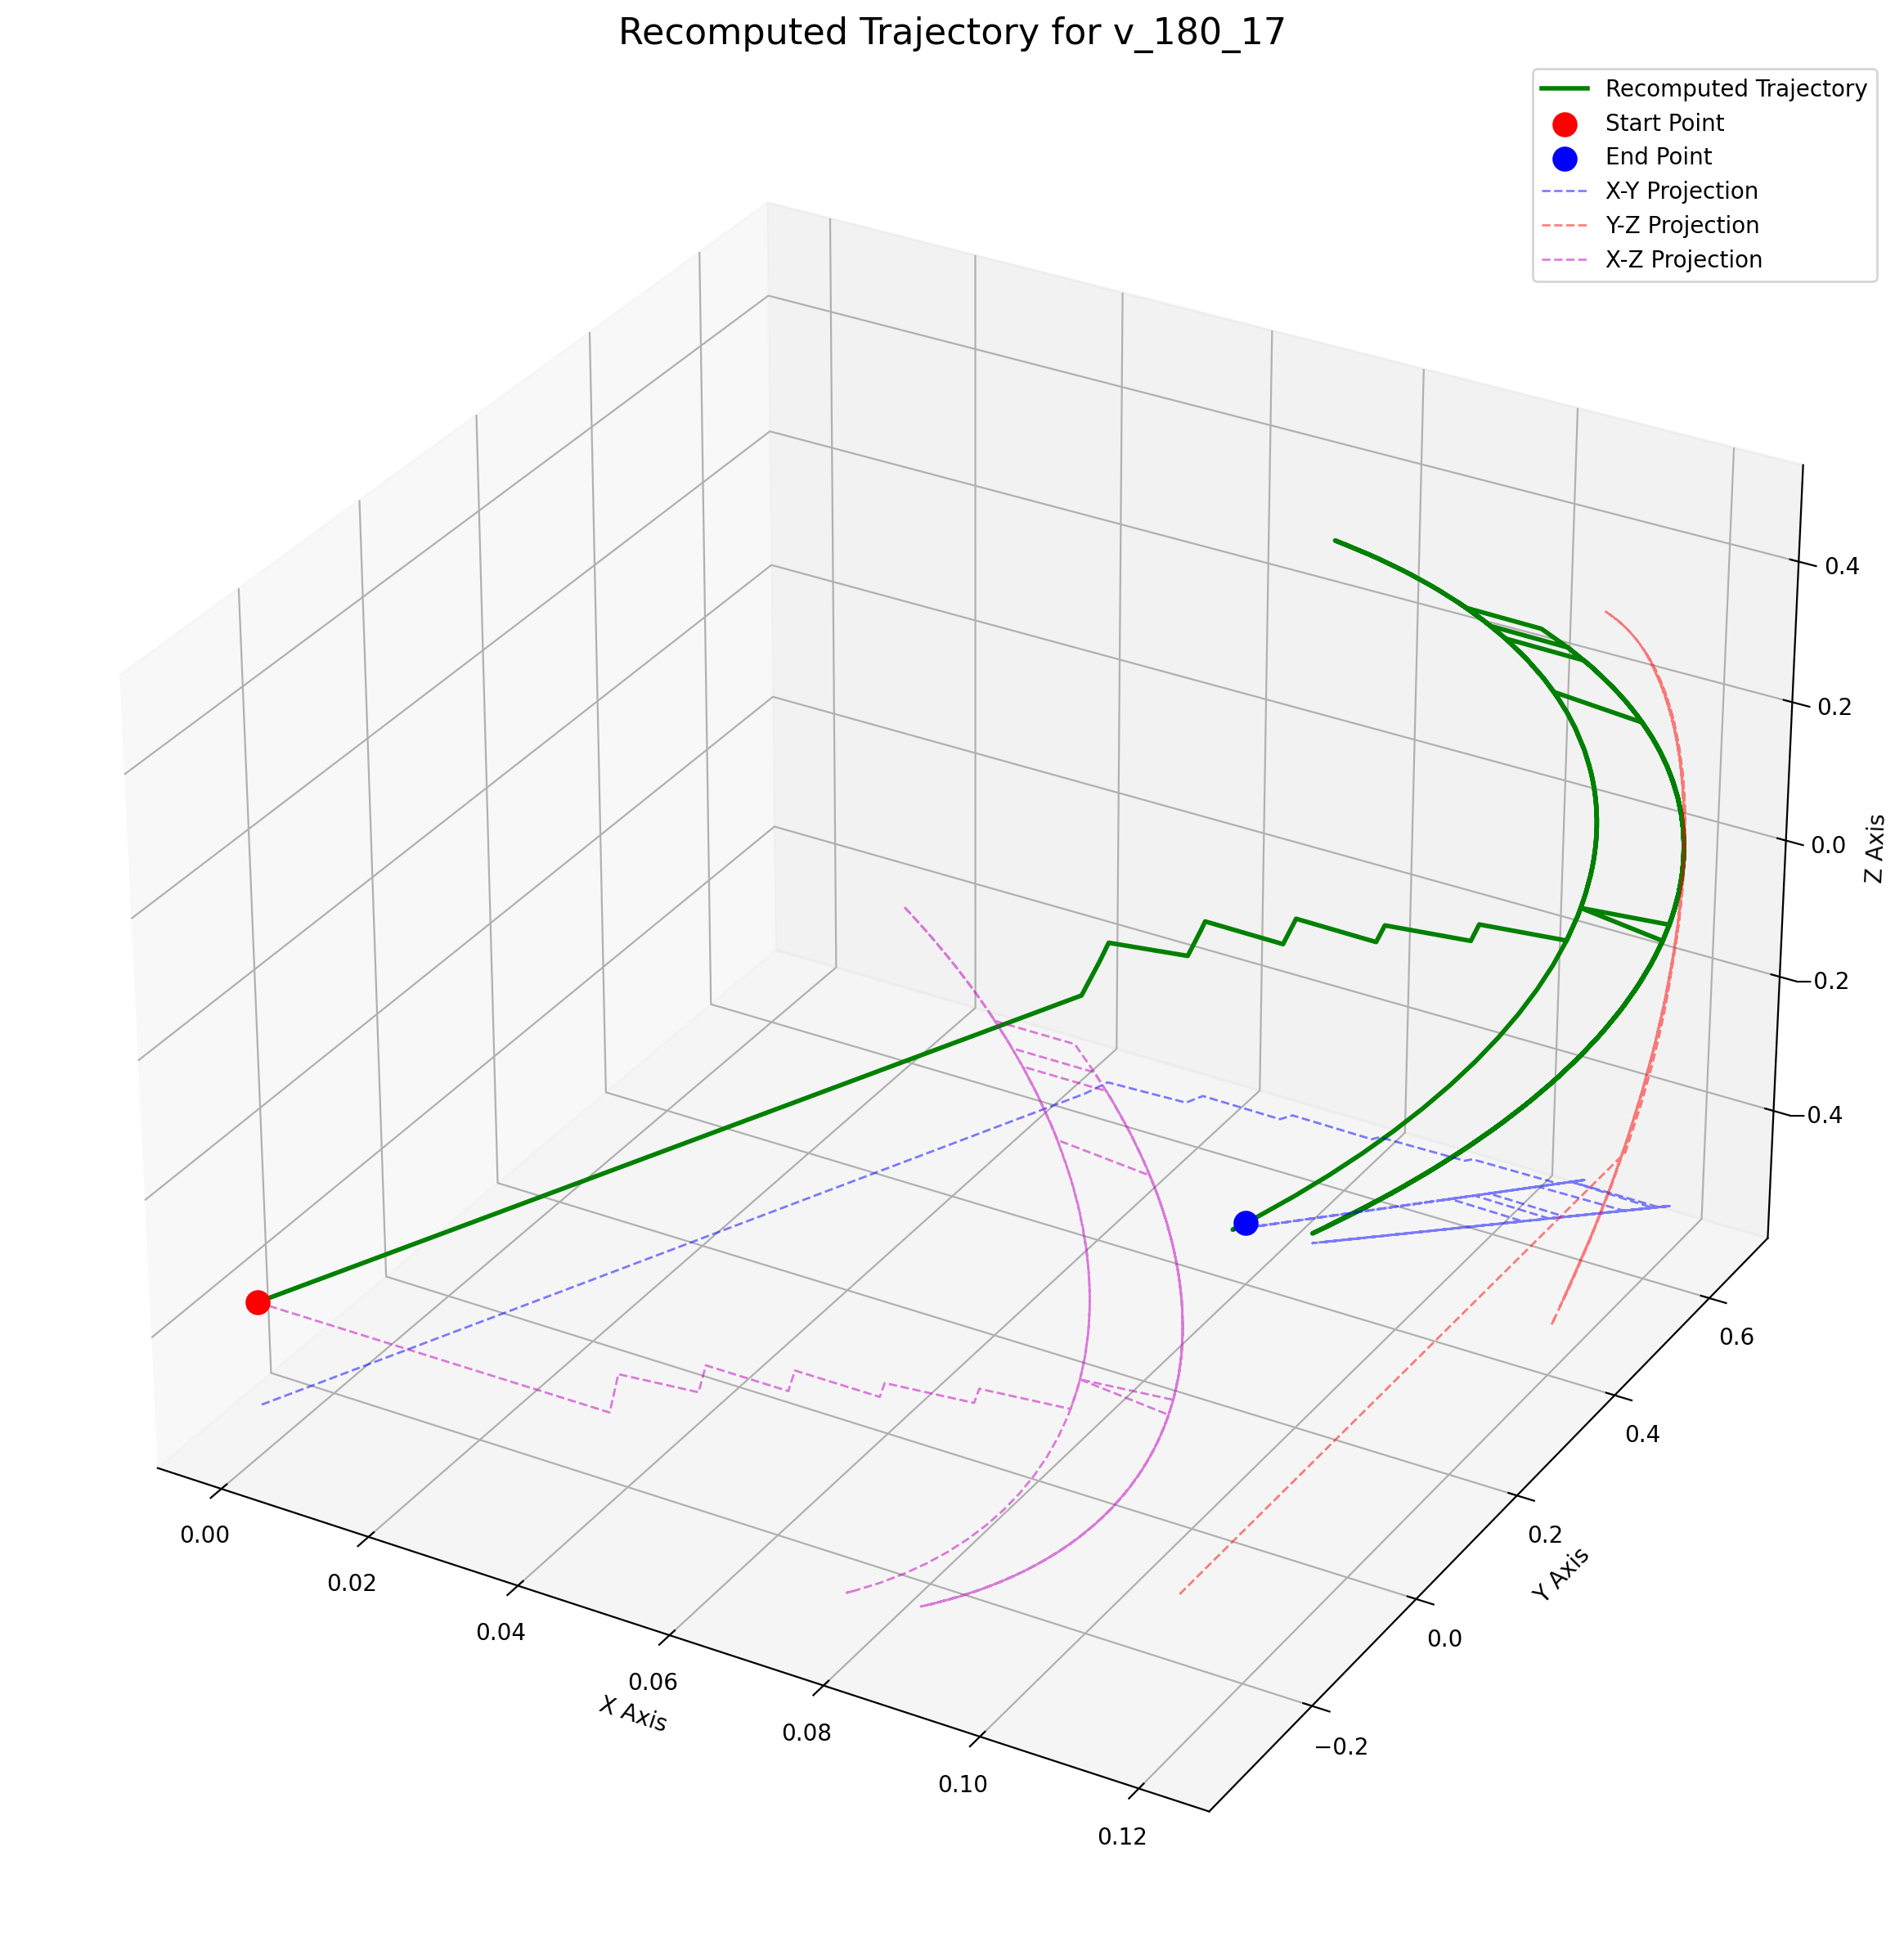 Recomputed Trajectory for v_180_17
Recomputed Trajectory
Start Point
End Point
X-Y Projection
Y-Z Projection
X-Z Projection
0.4
0.2
0.0
−0.2
−0.4
Z Axis
0.6
0.4
0.2
0.0
−0.2
Y Axis
0.00
0.02
0.04
0.06
0.08
0.10
0.12
X Axis